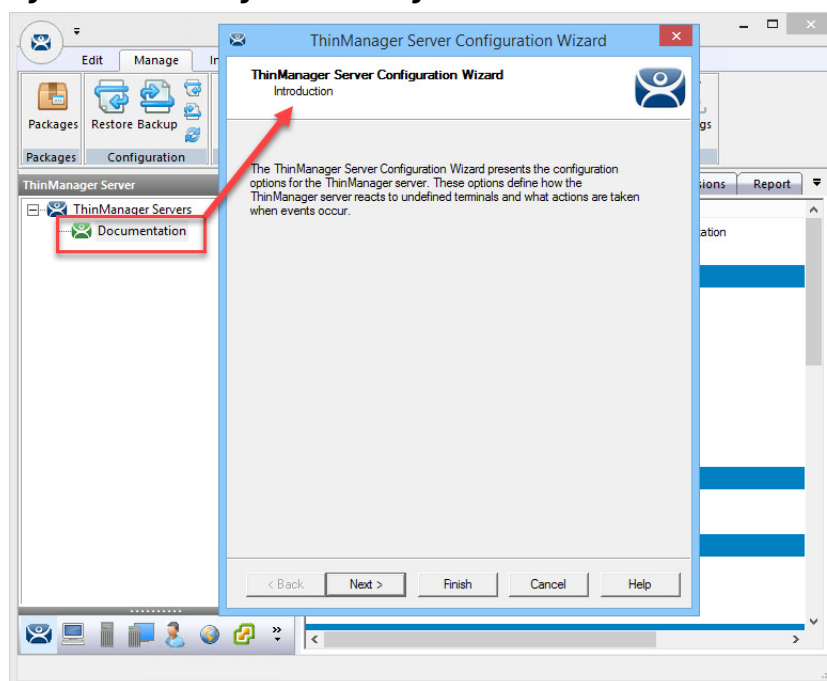 ThinManager Server Configuration Wizard
Edit Manage
Packages Restore Backup
Packages Configuration
ThinManager Server Configuration Wizard
Introduction
The ThinManager Server Configuration Wizard presents the configuration
options for the ThinManager server. These options define how the
ThinManager server reacts to undefined teminals and what actions are taken
when events occur.
ThinManager Server
ThinManager Servers
Documentation
Report
< Back Next > Finish Cancel Help